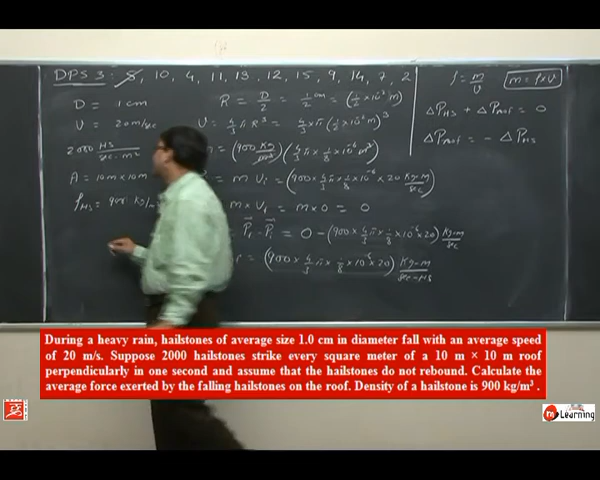 DPS 3: 8, 10, 4, 11, 13, 12, 15, 9, 14, 7, 2
D = 1 cm
R = D/2 = 1/2 cm = (1/2 × 10⁻² m)
V = 20 m/sec
V = 4/3 π R³ = 4/3 × π (1/2 × 10⁻² m)³
2000 HS/sec. m²
= (900 Kg/m³) (4/3 π × 1/8 × 10⁻⁶ m³)
A = 10m × 10m
= m V₁ = (900 × 4/3 π × 1/8 × 10⁻⁶ × 20 Kg-m/sec)
ρHS = 900 kg/
m × V₁ = m × 0 = 0
P₁ - P₁ = 0 - (900 × 4/3 π × 1/8 × 10⁻⁶ × 20) Kg-m/sec
= (900 × 4/3 π × 1/8 × 10⁻⁶ × 20) Kg-m/sec-HS
ρ = m/V
m = ρ × V
ΔPHS + ΔPRoof = 0
ΔPRoof = - ΔPHS
During a heavy rain, hailstones of average size 1.0 cm in diameter fall with an average speed
of 20 m/s. Suppose 2000 hailstones strike every square meter of a 10 m × 10 m roof
perpendicularly in one second and assume that the hailstones do not rebound. Calculate the
average force exerted by the falling hailstones on the roof. Density of a hailstone is 900 kg/m³ .
m Learning